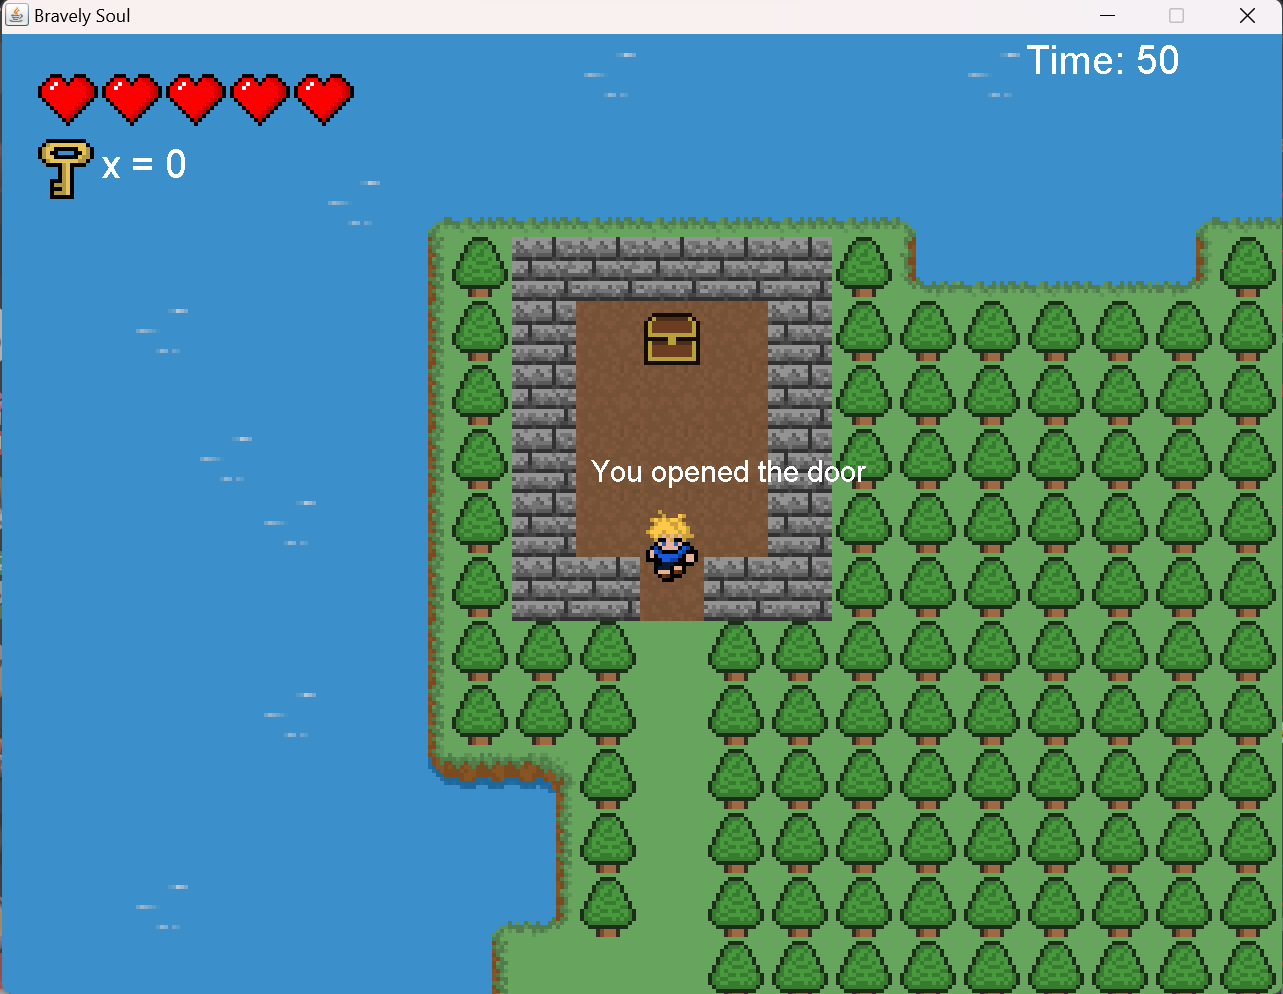 Bravely Soul
Time: 50
x = 0
You opened the door